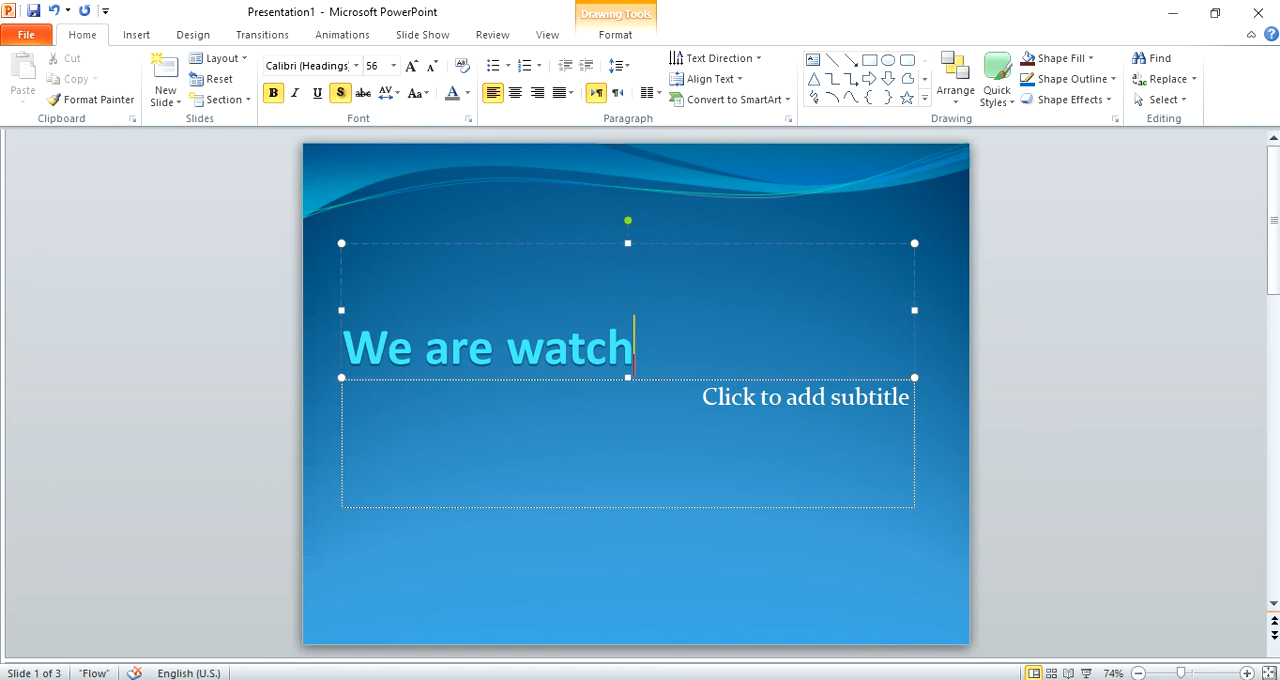 Presentation1 - Microsoft PowerPoint
Drawing Tools
File Home Insert Design Transitions Animations Slide Show Review View Format
Paste
Cut
Copy
Format Painter
Clipboard
New
Slide
Layout
Reset
Section
Slides
Calibri (Headings 56
B I U S abc AV Aa A
Font
Paragraph
Text Direction
Align Text
Convert to SmartArt
Arrange
Quick
Styles
Shape Fill
Shape Outline
Shape Effects
Drawing
Find
Replace
Select
Editing
We are watch
Click to add subtitle
Slide 1 of 3 "Flow" English (U.S.) 74%